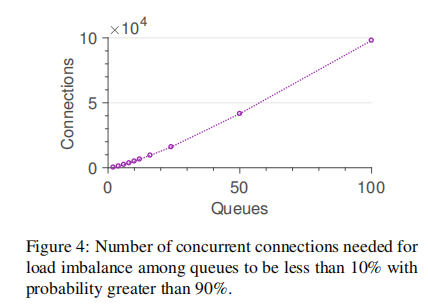 ×10⁴
10
5
0
Connections
0 50 100
Queues
Figure 4: Number of concurrent connections needed for
load imbalance among queues to be less than 10% with
probability greater than 90%.